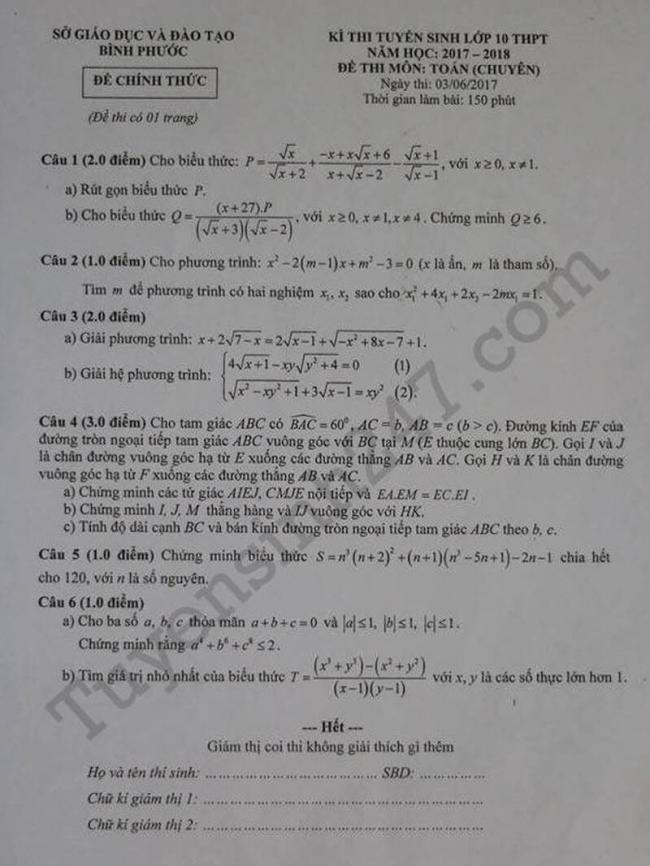 SỞ GIÁO DỤC VÀ ĐÀO TẠO
BÌNH PHƯỚC
ĐỀ CHÍNH THỨC
(Đề thi có 01 trang)
KÌ THI TUYỂN SINH LỚP 10 THPT
NĂM HỌC: 2017 – 2018
ĐỀ THI MÔN: TOÁN (CHUYÊN)
Ngày thi: 03/06/2017
Thời gian làm bài: 150 phút
Câu 1 (2.0 điểm) Cho biểu thức: P = √x/(√x+2) + (−x+x√x+6)/(x+√x−2) − (√x+1)/(√x−1), với x ≥ 0, x ≠ 1.
a) Rút gọn biểu thức P.
b) Cho biểu thức Q = (x+27).P/((√x+3)(√x−2)), với x ≥ 0, x ≠ 1, x ≠ 4. Chứng minh Q ≥ 6.
Câu 2 (1.0 điểm) Cho phương trình: x² − 2(m−1)x + m² − 3 = 0 (x là ẩn, m là tham số).
Tìm m để phương trình có hai nghiệm x₁, x₂ sao cho x₁² + 4x₁ + 2x₂ − 2mx₁ = 1.
Câu 3 (2.0 điểm)
a) Giải phương trình: x + 2√(7−x) = 2√(x−1) + √(−x²+8x−7) + 1.
b) Giải hệ phương trình: { 4√(x+1) − xy√(y²+4) = 0 (1)
√(x²−xy²+1) + 3√(x−1) = xy² (2).
Câu 4 (3.0 điểm) Cho tam giác ABC có BAC = 60⁰, AC = b, AB = c (b > c). Đường kính EF của
đường tròn ngoại tiếp tam giác ABC vuông góc với BC tại M (E thuộc cung lớn BC). Gọi I và J
là chân đường vuông góc hạ từ E xuống các đường thẳng AB và AC. Gọi H và K là chân đường
vuông góc hạ từ F xuống các đường thẳng AB và AC.
a) Chứng minh các tứ giác AIEJ, CMJE nội tiếp và EA.EM = EC.EI.
b) Chứng minh I, J, M thẳng hàng và IJ vuông góc với HK.
c) Tính độ dài cạnh BC và bán kính đường tròn ngoại tiếp tam giác ABC theo b, c.
Câu 5 (1.0 điểm) Chứng minh biểu thức S = n³(n+2)² + (n+1)(n³−5n+1) − 2n − 1 chia hết
cho 120, với n là số nguyên.
Câu 6 (1.0 điểm)
a) Cho ba số a, b, c thỏa mãn a + b + c = 0 và |a| ≤ 1, |b| ≤ 1, |c| ≤ 1.
Chứng minh rằng a⁴ + b⁶ + c⁸ ≤ 2.
b) Tìm giá trị nhỏ nhất của biểu thức T = ((x³+y³)−(x²+y²))/((x−1)(y−1)) với x, y là các số thực lớn hơn 1.
--- Hết ---
Giám thị coi thi không giải thích gì thêm
Họ và tên thí sinh: ........................................ SBD: ...............
Chữ kí giám thị 1: ............................................................
Chữ kí giám thị 2: ............................................................
Tuyensinh247.com